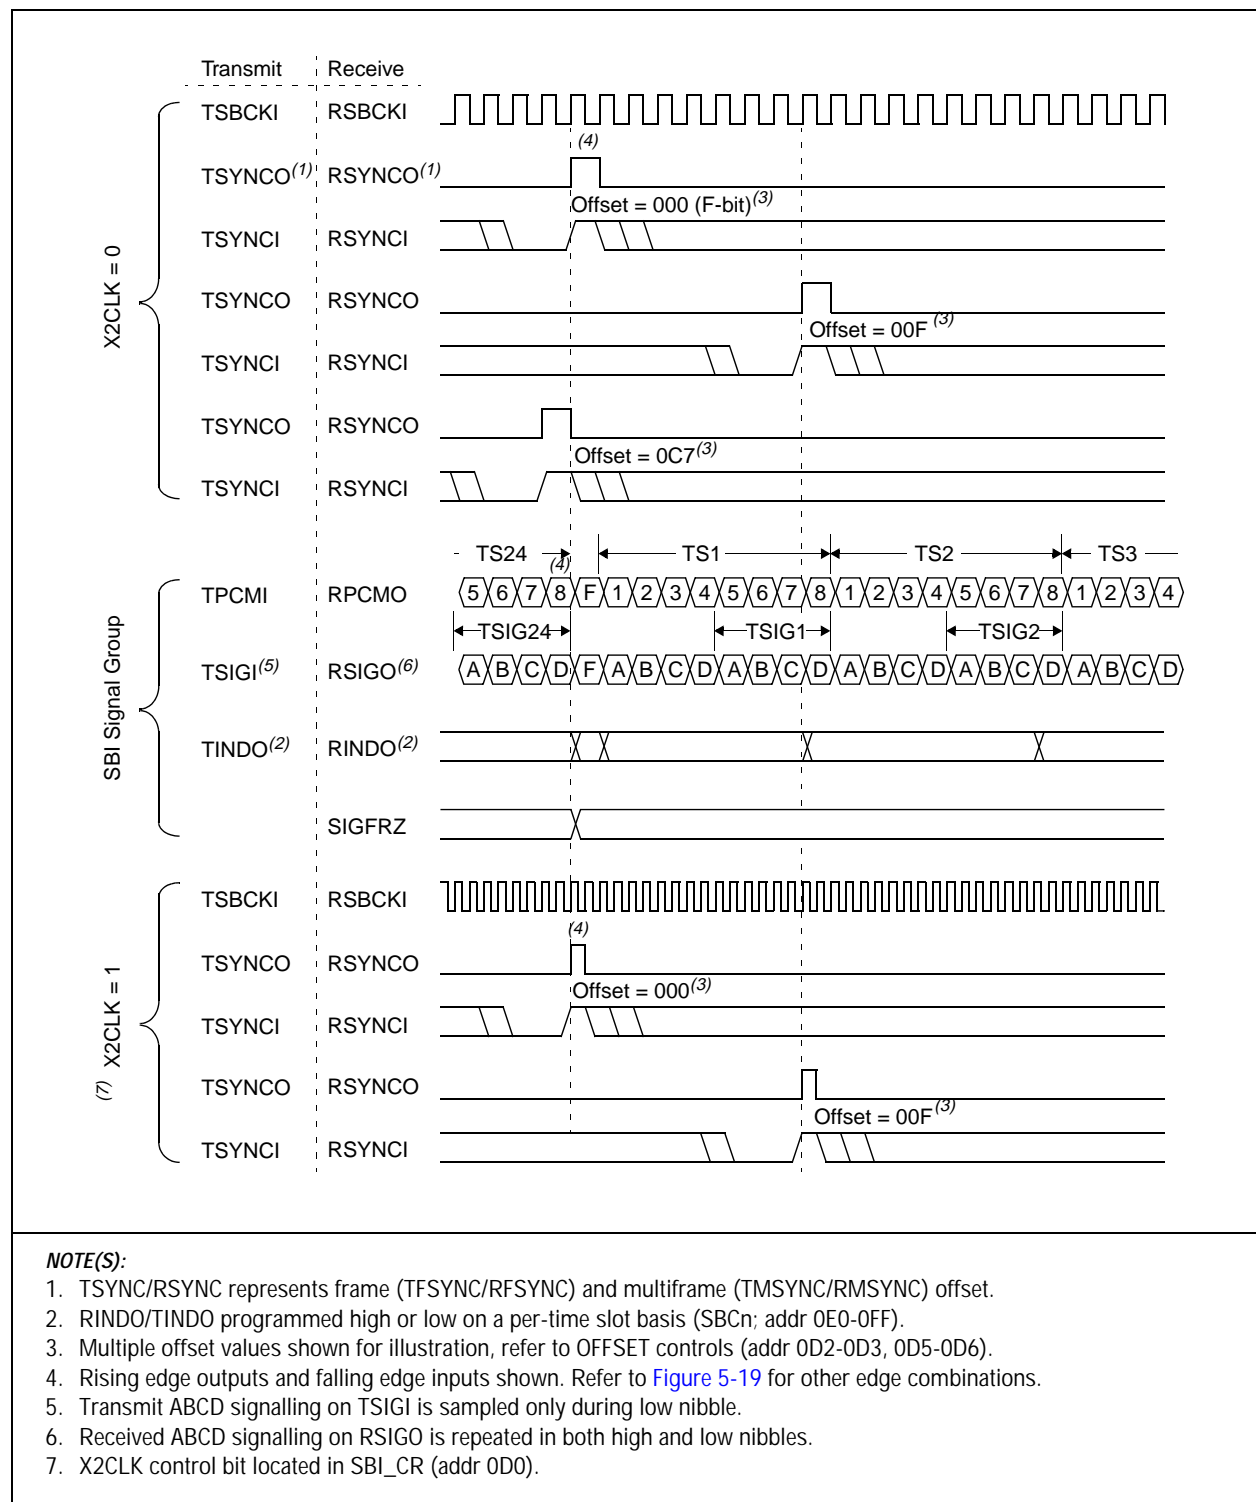 Transmit Receive
TSBCKI RSBCKI
(4)
TSYNCO(1) RSYNCO(1)
Offset = 000 (F-bit)(3)
TSYNCI RSYNCI
X2CLK = 0
TSYNCO RSYNCO
Offset = 00F (3)
TSYNCI RSYNCI
TSYNCO RSYNCO
Offset = 0C7(3)
TSYNCI RSYNCI
TS24 TS1 TS2 TS3
(4)
TPCMI RPCMO 5 6 7 8 F 1 2 3 4 5 6 7 8 1 2 3 4 5 6 7 8 1 2 3 4
TSIG24 TSIG1 TSIG2
SBI Signal Group
TSIGI(5) RSIGO(6) A B C D F A B C D A B C D A B C D A B C D A B C D
TINDO(2) RINDO(2)
SIGFRZ
TSBCKI RSBCKI
(4)
TSYNCO RSYNCO
Offset = 000(3)
(7) X2CLK = 1
TSYNCI RSYNCI
TSYNCO RSYNCO
Offset = 00F(3)
TSYNCI RSYNCI
NOTE(S):
1. TSYNC/RSYNC represents frame (TFSYNC/RFSYNC) and multiframe (TMSYNC/RMSYNC) offset.
2. RINDO/TINDO programmed high or low on a per-time slot basis (SBCn; addr 0E0-0FF).
3. Multiple offset values shown for illustration, refer to OFFSET controls (addr 0D2-0D3, 0D5-0D6).
4. Rising edge outputs and falling edge inputs shown. Refer to Figure 5-19 for other edge combinations.
5. Transmit ABCD signalling on TSIGI is sampled only during low nibble.
6. Received ABCD signalling on RSIGO is repeated in both high and low nibbles.
7. X2CLK control bit located in SBI_CR (addr 0D0).